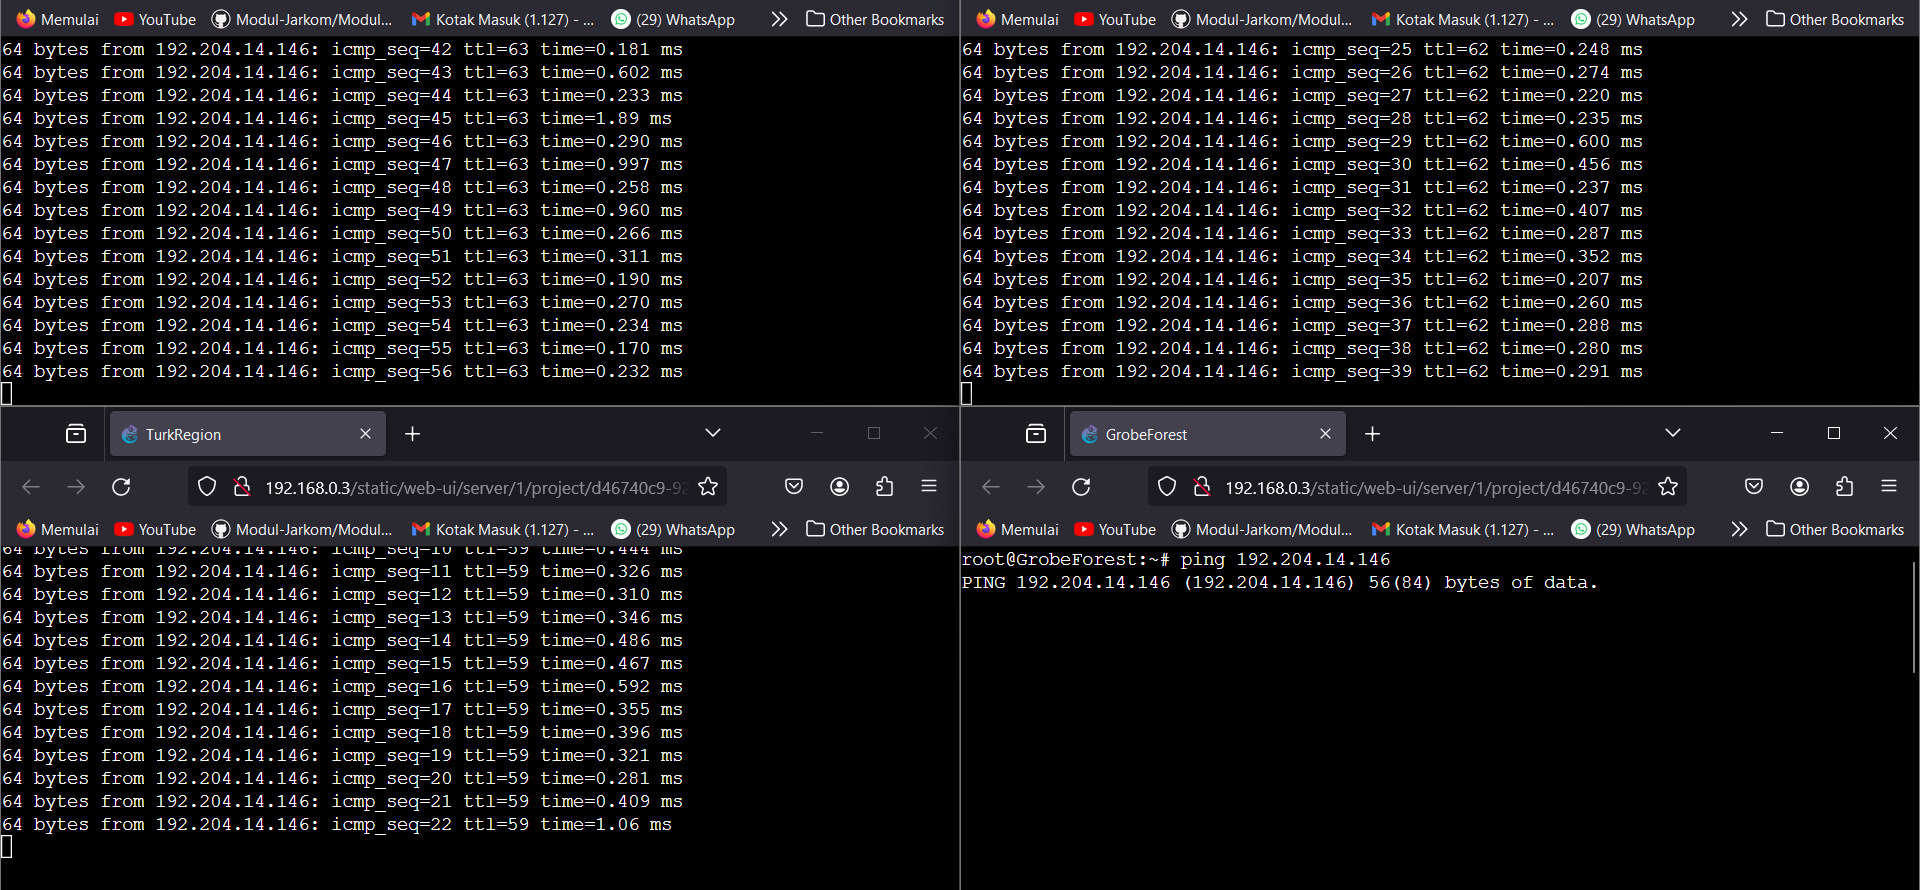 Memulai YouTube Modul-Jarkom/Modul... Kotak Masuk (1.127) - ... (29) WhatsApp Other Bookmarks
64 bytes from 192.204.14.146: icmp_seq=42 ttl=63 time=0.181 ms
64 bytes from 192.204.14.146: icmp_seq=43 ttl=63 time=0.602 ms
64 bytes from 192.204.14.146: icmp_seq=44 ttl=63 time=0.233 ms
64 bytes from 192.204.14.146: icmp_seq=45 ttl=63 time=1.89 ms
64 bytes from 192.204.14.146: icmp_seq=46 ttl=63 time=0.290 ms
64 bytes from 192.204.14.146: icmp_seq=47 ttl=63 time=0.997 ms
64 bytes from 192.204.14.146: icmp_seq=48 ttl=63 time=0.258 ms
64 bytes from 192.204.14.146: icmp_seq=49 ttl=63 time=0.960 ms
64 bytes from 192.204.14.146: icmp_seq=50 ttl=63 time=0.266 ms
64 bytes from 192.204.14.146: icmp_seq=51 ttl=63 time=0.311 ms
64 bytes from 192.204.14.146: icmp_seq=52 ttl=63 time=0.190 ms
64 bytes from 192.204.14.146: icmp_seq=53 ttl=63 time=0.270 ms
64 bytes from 192.204.14.146: icmp_seq=54 ttl=63 time=0.234 ms
64 bytes from 192.204.14.146: icmp_seq=55 ttl=63 time=0.170 ms
64 bytes from 192.204.14.146: icmp_seq=56 ttl=63 time=0.232 ms
Memulai YouTube Modul-Jarkom/Modul... Kotak Masuk (1.127) - ... (29) WhatsApp Other Bookmarks
64 bytes from 192.204.14.146: icmp_seq=25 ttl=62 time=0.248 ms
64 bytes from 192.204.14.146: icmp_seq=26 ttl=62 time=0.274 ms
64 bytes from 192.204.14.146: icmp_seq=27 ttl=62 time=0.220 ms
64 bytes from 192.204.14.146: icmp_seq=28 ttl=62 time=0.235 ms
64 bytes from 192.204.14.146: icmp_seq=29 ttl=62 time=0.600 ms
64 bytes from 192.204.14.146: icmp_seq=30 ttl=62 time=0.456 ms
64 bytes from 192.204.14.146: icmp_seq=31 ttl=62 time=0.237 ms
64 bytes from 192.204.14.146: icmp_seq=32 ttl=62 time=0.407 ms
64 bytes from 192.204.14.146: icmp_seq=33 ttl=62 time=0.287 ms
64 bytes from 192.204.14.146: icmp_seq=34 ttl=62 time=0.352 ms
64 bytes from 192.204.14.146: icmp_seq=35 ttl=62 time=0.207 ms
64 bytes from 192.204.14.146: icmp_seq=36 ttl=62 time=0.260 ms
64 bytes from 192.204.14.146: icmp_seq=37 ttl=62 time=0.288 ms
64 bytes from 192.204.14.146: icmp_seq=38 ttl=62 time=0.280 ms
64 bytes from 192.204.14.146: icmp_seq=39 ttl=62 time=0.291 ms
TurkRegion
192.168.0.3/static/web-ui/server/1/project/d46740c9-92
Memulai YouTube Modul-Jarkom/Modul... Kotak Masuk (1.127) - ... (29) WhatsApp Other Bookmarks
64 bytes from 192.204.14.146: icmp_seq=10 ttl=59 time=0.444 ms
64 bytes from 192.204.14.146: icmp_seq=11 ttl=59 time=0.326 ms
64 bytes from 192.204.14.146: icmp_seq=12 ttl=59 time=0.310 ms
64 bytes from 192.204.14.146: icmp_seq=13 ttl=59 time=0.346 ms
64 bytes from 192.204.14.146: icmp_seq=14 ttl=59 time=0.486 ms
64 bytes from 192.204.14.146: icmp_seq=15 ttl=59 time=0.467 ms
64 bytes from 192.204.14.146: icmp_seq=16 ttl=59 time=0.592 ms
64 bytes from 192.204.14.146: icmp_seq=17 ttl=59 time=0.355 ms
64 bytes from 192.204.14.146: icmp_seq=18 ttl=59 time=0.396 ms
64 bytes from 192.204.14.146: icmp_seq=19 ttl=59 time=0.321 ms
64 bytes from 192.204.14.146: icmp_seq=20 ttl=59 time=0.281 ms
64 bytes from 192.204.14.146: icmp_seq=21 ttl=59 time=0.409 ms
64 bytes from 192.204.14.146: icmp_seq=22 ttl=59 time=1.06 ms
GrobeForest
192.168.0.3/static/web-ui/server/1/project/d46740c9-92
Memulai YouTube Modul-Jarkom/Modul... Kotak Masuk (1.127) - ... (29) WhatsApp Other Bookmarks
root@GrobeForest:~# ping 192.204.14.146
PING 192.204.14.146 (192.204.14.146) 56(84) bytes of data.